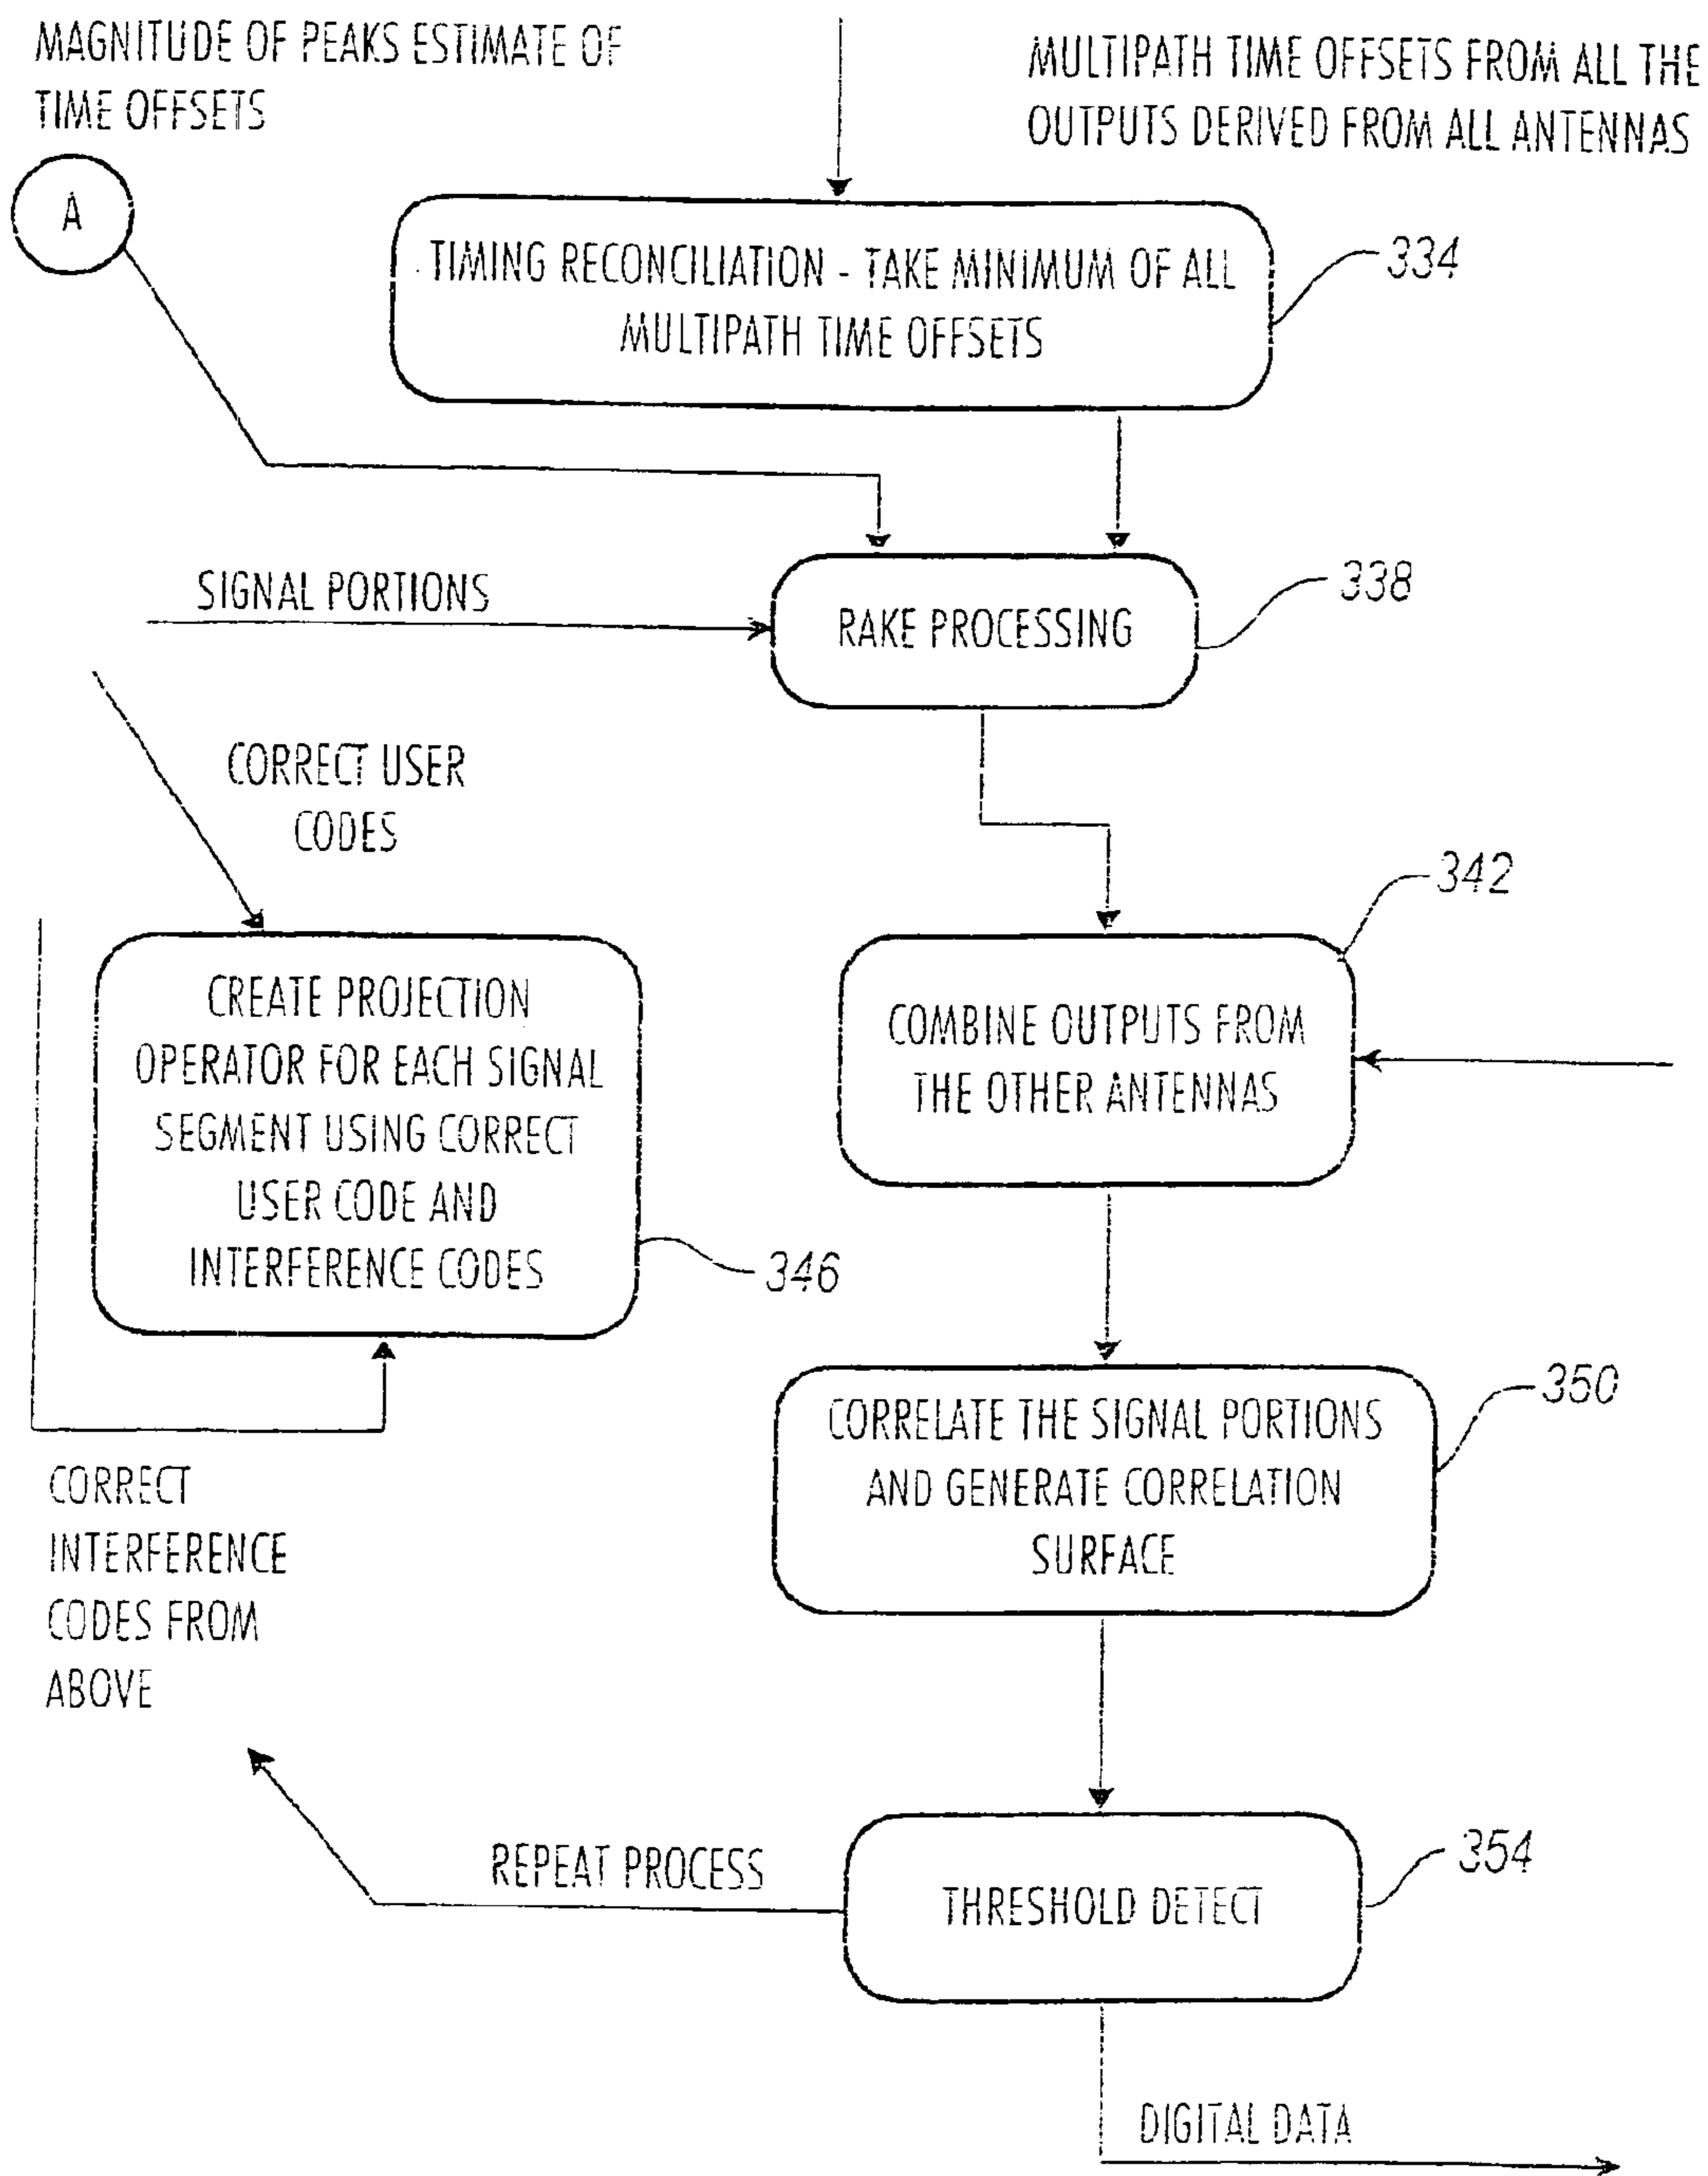 MAGNITUDE OF PEAKS ESTIMATE OF
TIME OFFSETS
MULTIPATH TIME OFFSETS FROM ALL THE
OUTPUTS DERIVED FROM ALL ANTENNAS
A
TIMING RECONCILIATION - TAKE MINIMUM OF ALL
MULTIPATH TIME OFFSETS
334
SIGNAL PORTIONS
RAKE PROCESSING
338
CORRECT USER
CODES
342
CREATE PROJECTION
OPERATOR FOR EACH SIGNAL
SEGMENT USING CORRECT
USER CODE AND
INTERFERENCE CODES
346
COMBINE OUTPUTS FROM
THE OTHER ANTENNAS
350
CORRELATE THE SIGNAL PORTIONS
AND GENERATE CORRELATION
SURFACE
CORRECT
INTERFERENCE
CODES FROM
ABOVE
REPEAT PROCESS
THRESHOLD DETECT
354
DIGITAL DATA